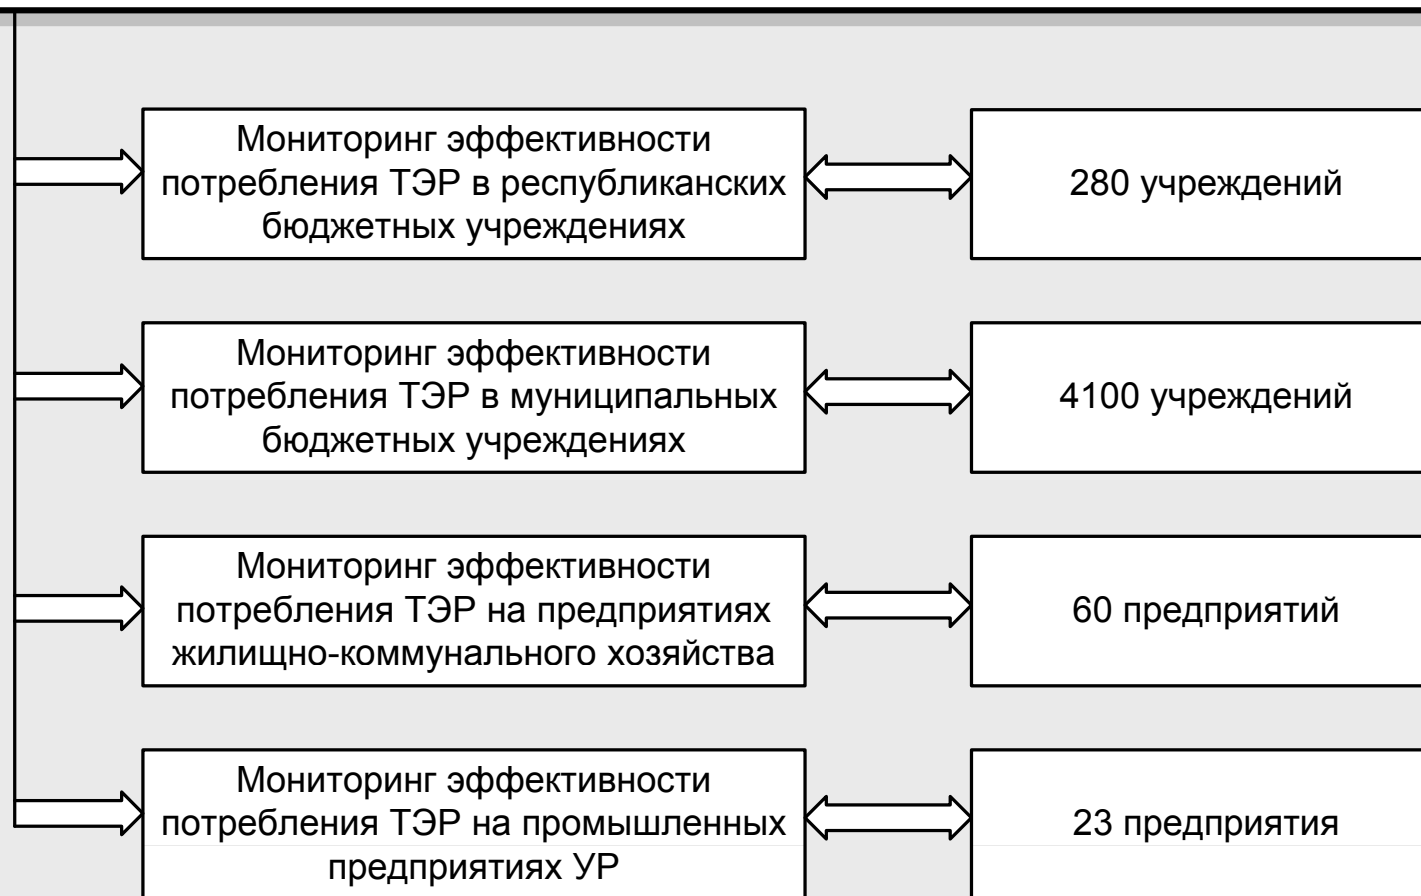 Мониторинг эффективности
потребления ТЭР в республиканских
бюджетных учреждениях
280 учреждений
Мониторинг эффективности
потребления ТЭР в муниципальных
бюджетных учреждениях
4100 учреждений
Мониторинг эффективности
потребления ТЭР на предприятиях
жилищно-коммунального хозяйства
60 предприятий
Мониторинг эффективности
потребления ТЭР на промышленных
предприятиях УР
23 предприятия